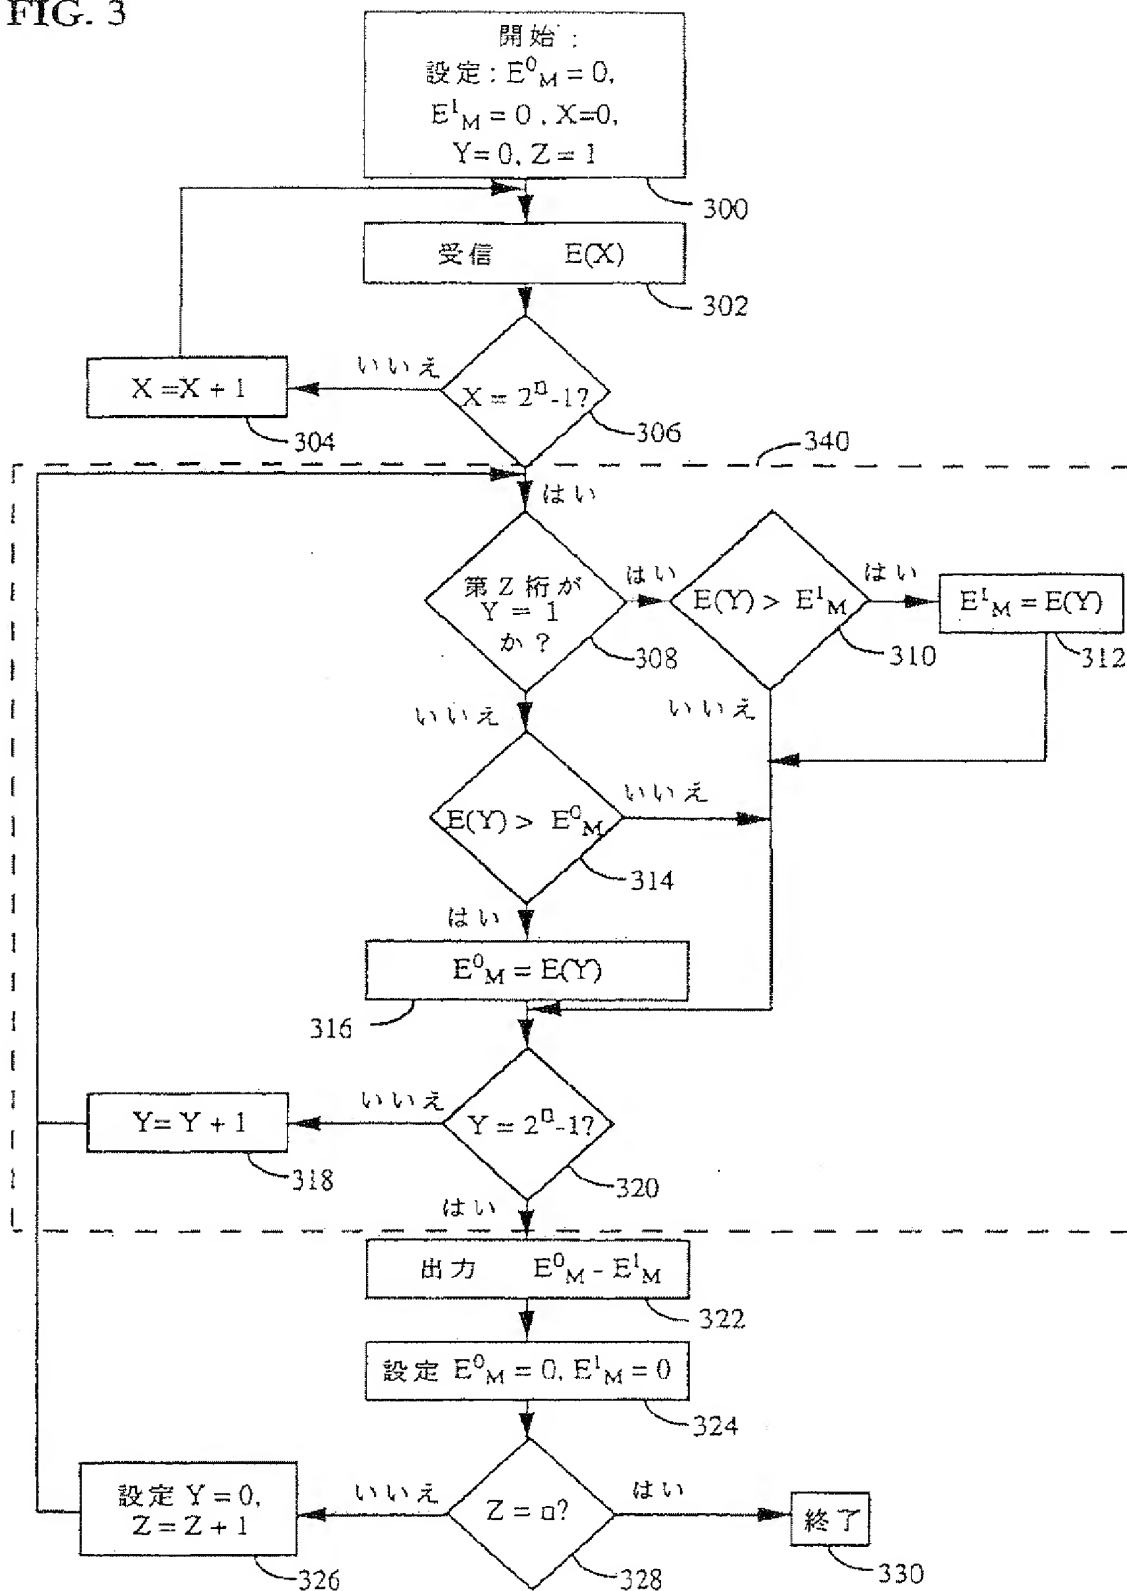 FIG. 3
開始：
設定：E⁰M = 0,
E¹M = 0 , X=0,
Y= 0, Z = 1
300
受信 E(X)
302
いいえ
X =X + 1
304
X = 2□-1?
306
340
はい
第 Z 桁が
Y = 1
か？
308
はい
E(Y) > E¹M
310
はい
E¹M = E(Y)
312
いいえ
いいえ
E(Y) > E⁰M
314
いいえ
はい
E⁰M = E(Y)
316
Y= Y + 1
318
いいえ
Y = 2□-1?
320
はい
出力 E⁰M - E¹M
322
設定 E⁰M = 0, E¹M = 0
324
設定 Y = 0,
Z = Z + 1
326
いいえ
Z = □?
328
はい
終了
330